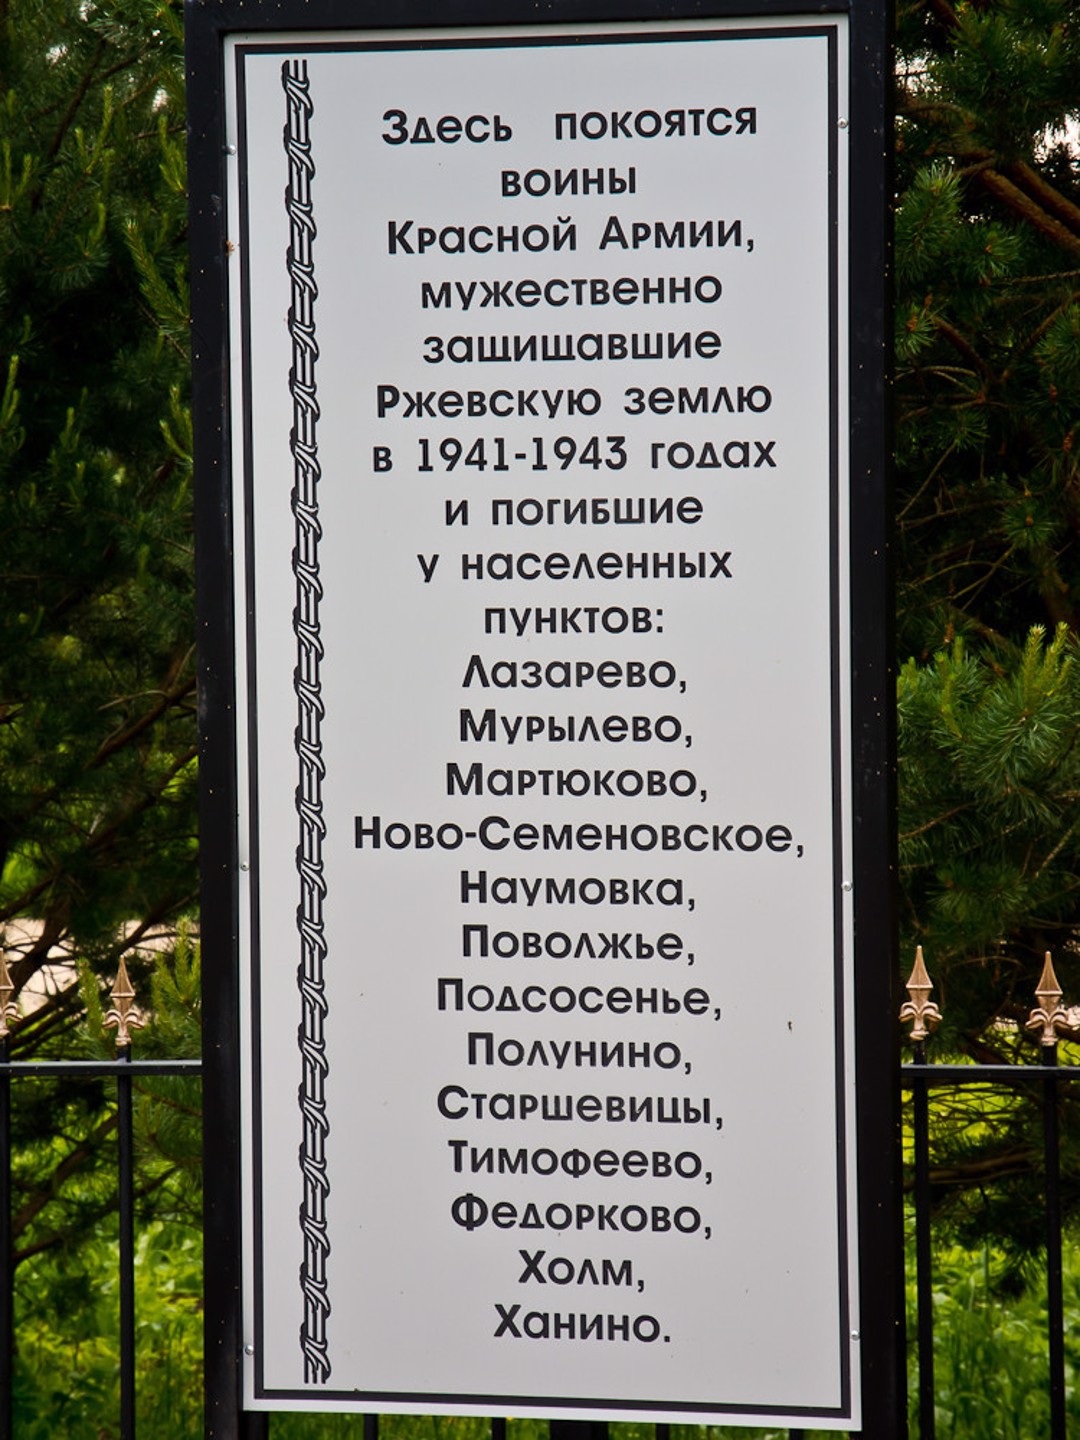 Здесь покоятся
воины
Красной Армии,
мужественно
защищавшие
Ржевскую землю
в 1941-1943 годах
и погибшие
у населенных
пунктов:
Лазарево,
Мурылево,
Мартюково,
Ново-Семеновское,
Наумовка,
Поволжье,
Подсосенье,
Полунино,
Старшевицы,
Тимофеево,
Федорково,
Холм,
Ханино.